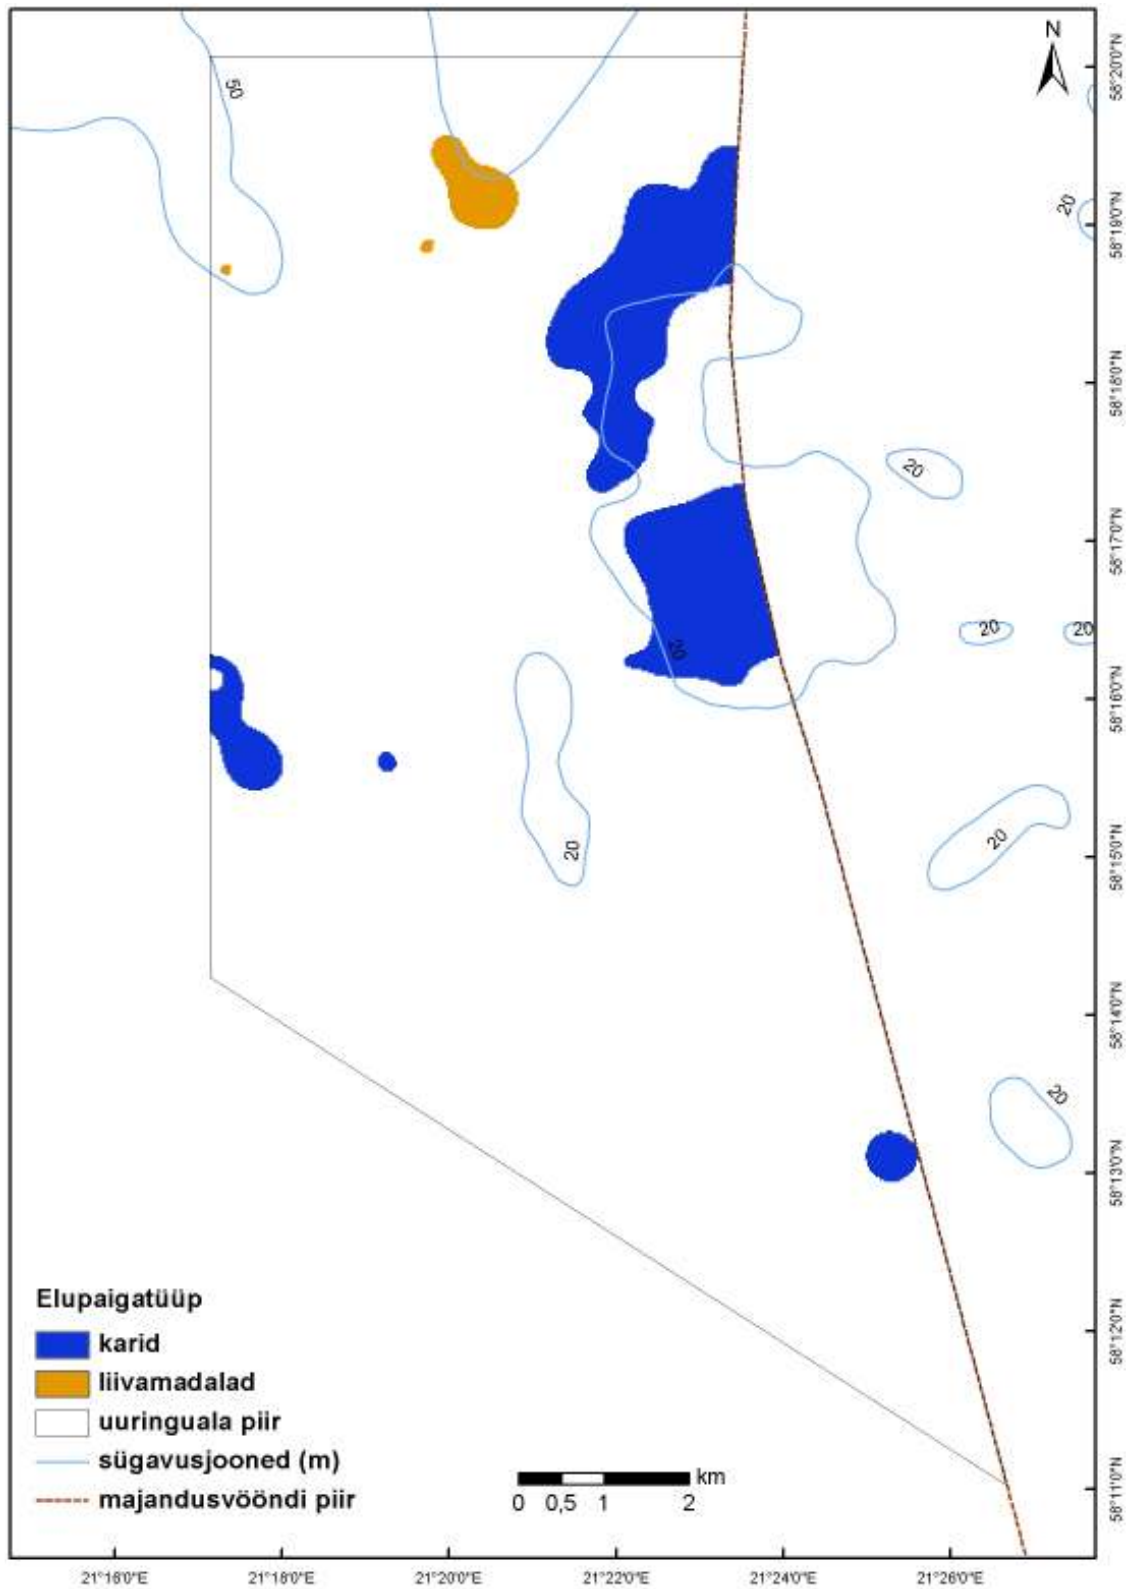 N
50
20
20
20
20
20
20
20
20
58°20'0"N
58°19'0"N
58°18'0"N
58°17'0"N
58°16'0"N
58°15'0"N
58°14'0"N
58°13'0"N
58°12'0"N
58°11'0"N
Elupaigatüüp
karid
liivamadalad
uuringuala piir
sügavusjooned (m)
majandusvööndi piir
km
0 0,5 1 2
21°16'0"E 21°18'0"E 21°20'0"E 21°22'0"E 21°24'0"E 21°26'0"E